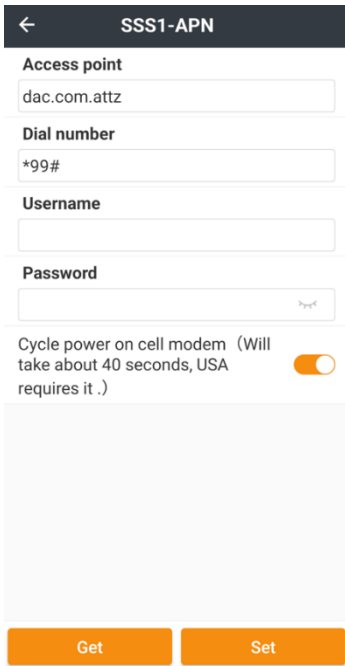 SSS1-APN
Access point
dac.com.attz
Dial number
*99#
Username
Password
Cycle power on cell modem（Will
take about 40 seconds, USA
requires it .）
Get
Set